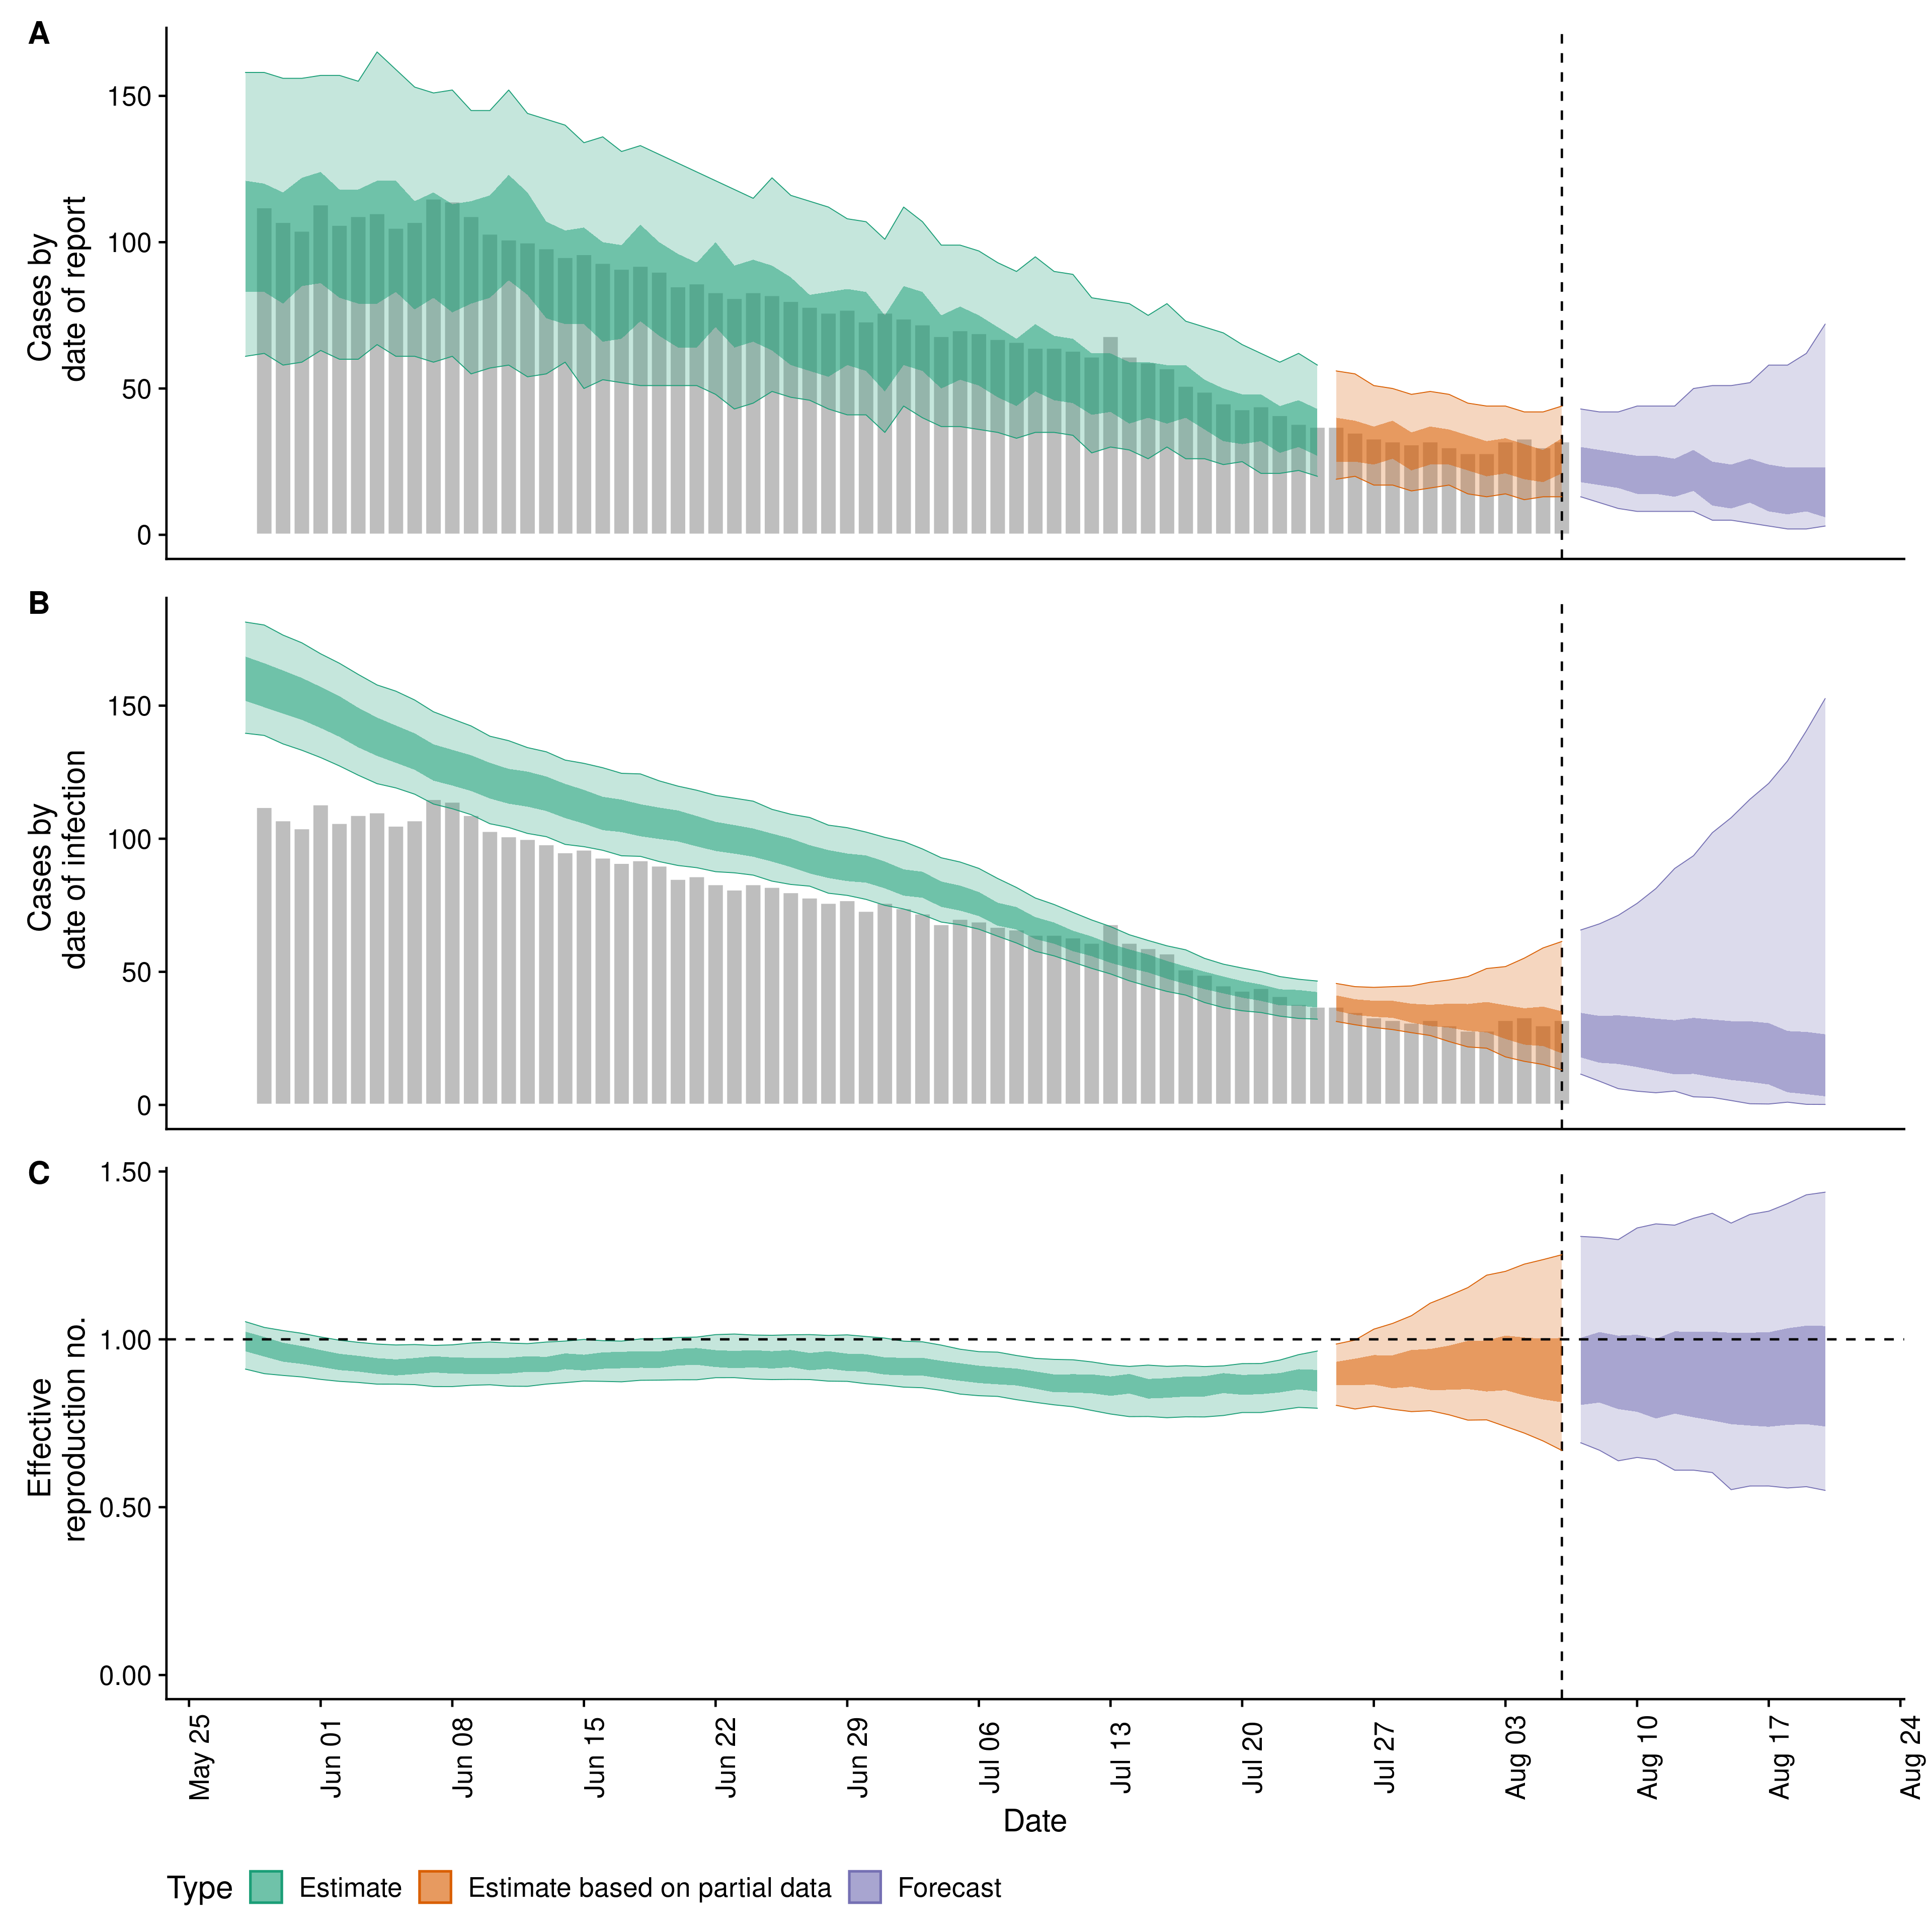 A
Cases by
date of report
150
100
50
0
B
Cases by
date of infection
150
100
50
0
C
Effective
reproduction no.
1.50
1.00
0.50
0.00
May 25
Jun 01
Jun 08
Jun 15
Jun 22
Jun 29
Jul 06
Jul 13
Jul 20
Jul 27
Aug 03
Aug 10
Aug 17
Aug 24
Date
Type Estimate Estimate based on partial data Forecast